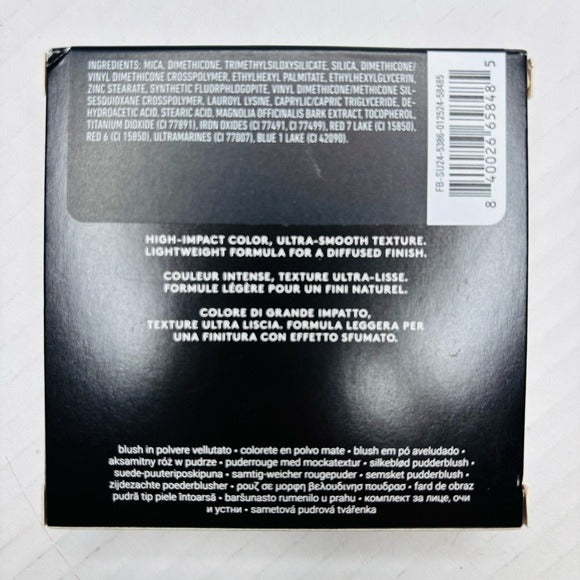 INGREDIENTS: MICA, DIMETHICONE, TRIMETHYLSILOXYSILICATE, SILICA, DIMETHICONE/
VINYL DIMETHICONE CROSSPOLYMER, ETHYLHEXYL PALMITATE, ETHYLHEXYLGLYCERIN,
ZINC STEARATE, SYNTHETIC FLUORPHLOGOPITE, VINYL DIMETHICONE/METHICONE SIL-
SESQUIOXANE CROSSPOLYMER, LAUROYL LYSINE, CAPRYLIC/CAPRIC TRIGLYCERIDE, DE-
HYDROACETIC ACID, STEARIC ACID, MAGNOLIA OFFICINALIS BARK EXTRACT, TOCOPHEROL,
TITANIUM DIOXIDE (CI 77891), IRON OXIDES (CI 77491, CI 77499), RED 7 LAKE (CI 15850),
RED 6 (CI 15850), ULTRAMARINES (CI 77007), BLUE 1 LAKE (CI 42090).
FB-SU24-5386-012524-58485
8 40026 65848 5
HIGH-IMPACT COLOR, ULTRA-SMOOTH TEXTURE.
LIGHTWEIGHT FORMULA FOR A DIFFUSED FINISH.
COULEUR INTENSE, TEXTURE ULTRA-LISSE.
FORMULE LÉGÈRE POUR UN FINI NATUREL.
COLORE DI GRANDE IMPATTO,
TEXTURE ULTRA LISCIA. FORMULA LEGGERA PER
UNA FINITURA CON EFFETTO SFUMATO.
blush in polvere vellutato • colorete en polvo mate • blush em pó aveludado •
aksamitny róż w pudrze • puderrouge med mockatextur • silkeblød pudderblush •
suede-puuteriposkipuna • samtig-weicher rougepuder • semsket pudderblush •
zijdezachte poederblusher • ρουζ σε μορφη βελουδινησ πουδρασ • fard de obraz
pudră tip piele întoarsă • baršunasto rumenilo u prahu • комплект за лице, очи
и устни • sametová pudrová tvářenka